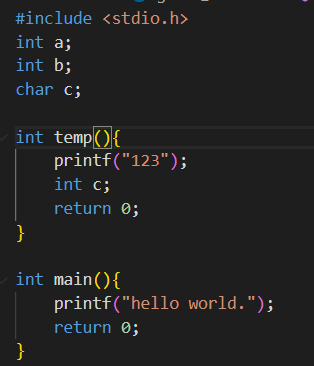 #include <stdio.h>
int a;
int b;
char c;

int temp(){
    printf("123");
    int c;
    return 0;
}

int main(){
    printf("hello world.");
    return 0;
}